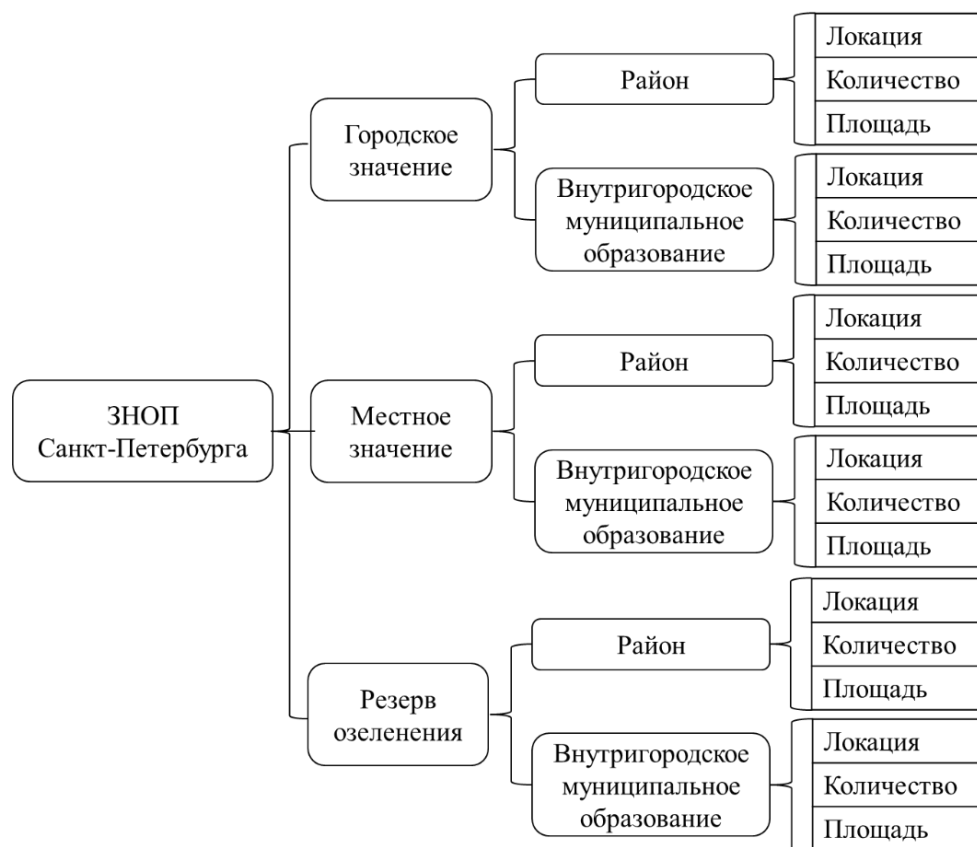 ЗНОП
Санкт-Петербурга
Городское
значение
Район
Локация
Количество
Площадь
Внутригородское
муниципальное
образование
Локация
Количество
Площадь
Местное
значение
Район
Локация
Количество
Площадь
Внутригородское
муниципальное
образование
Локация
Количество
Площадь
Резерв
озеленения
Район
Локация
Количество
Площадь
Внутригородское
муниципальное
образование
Локация
Количество
Площадь